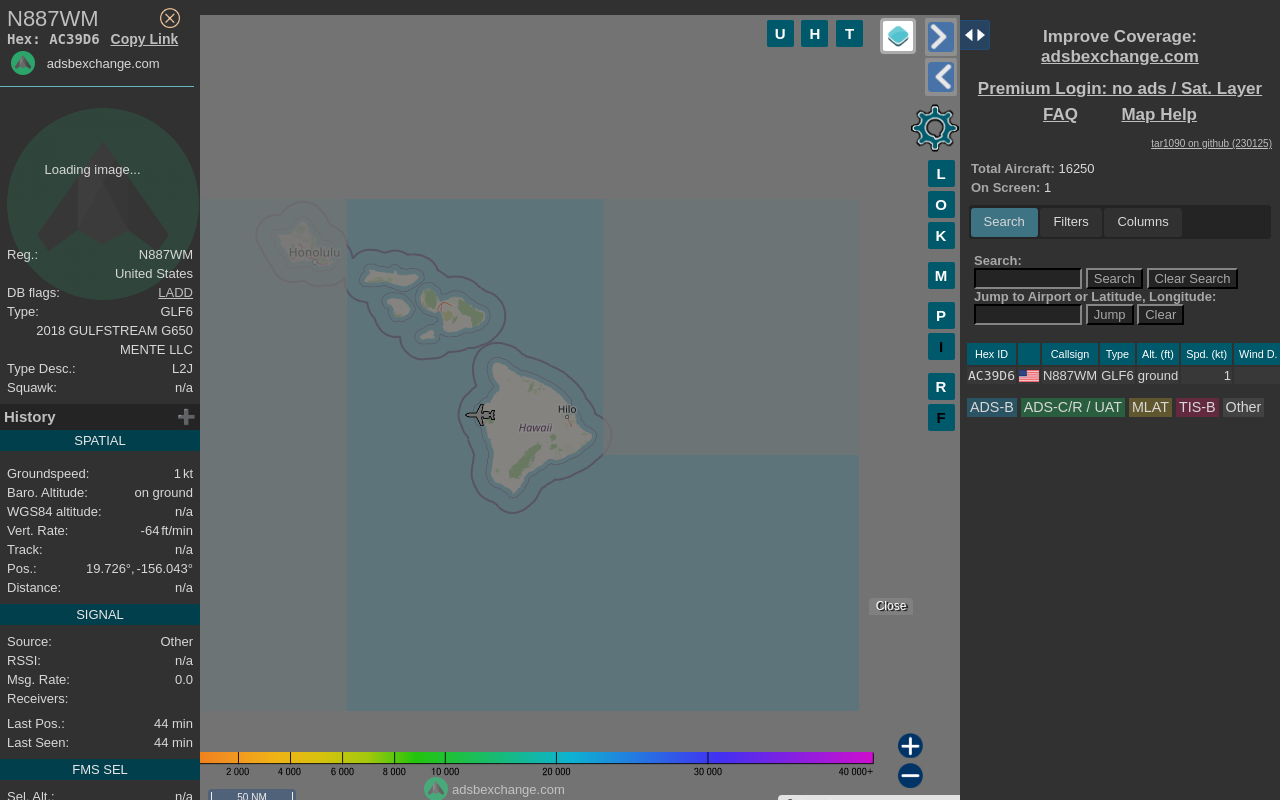 N887WM
Hex: AC39D6 Copy Link
adsbexchange.com
Loading image...
Reg.: N887WM
United States
DB flags: LADD
Type: GLF6
2018 GULFSTREAM G650
MENTE LLC
Type Desc.: L2J
Squawk: n/a
History
SPATIAL
Groundspeed: 1 kt
Baro. Altitude: on ground
WGS84 altitude: n/a
Vert. Rate: -64 ft/min
Track: n/a
Pos.: 19.726°, -156.043°
Distance: n/a
SIGNAL
Source: Other
RSSI: n/a
Msg. Rate: 0.0
Receivers:
Last Pos.: 44 min
Last Seen: 44 min
FMS SEL
Sel. Alt.: n/a
U H T
L
O
K
M
P
I
R
F
Honolulu
Hilo
Hawaii
Close
2 000 4 000 6 000 8 000 10 000 20 000 30 000 40 000+
adsbexchange.com
50 NM
Improve Coverage:
adsbexchange.com
Premium Login: no ads / Sat. Layer
FAQ Map Help
tar1090 on github (230125)
Total Aircraft: 16250
On Screen: 1
Search Filters Columns
Search:
Search Clear Search
Jump to Airport or Latitude, Longitude:
Jump Clear
Hex ID Callsign Type Alt. (ft) Spd. (kt) Wind D.
AC39D6 N887WM GLF6 ground 1
ADS-B ADS-C/R / UAT MLAT TIS-B Other